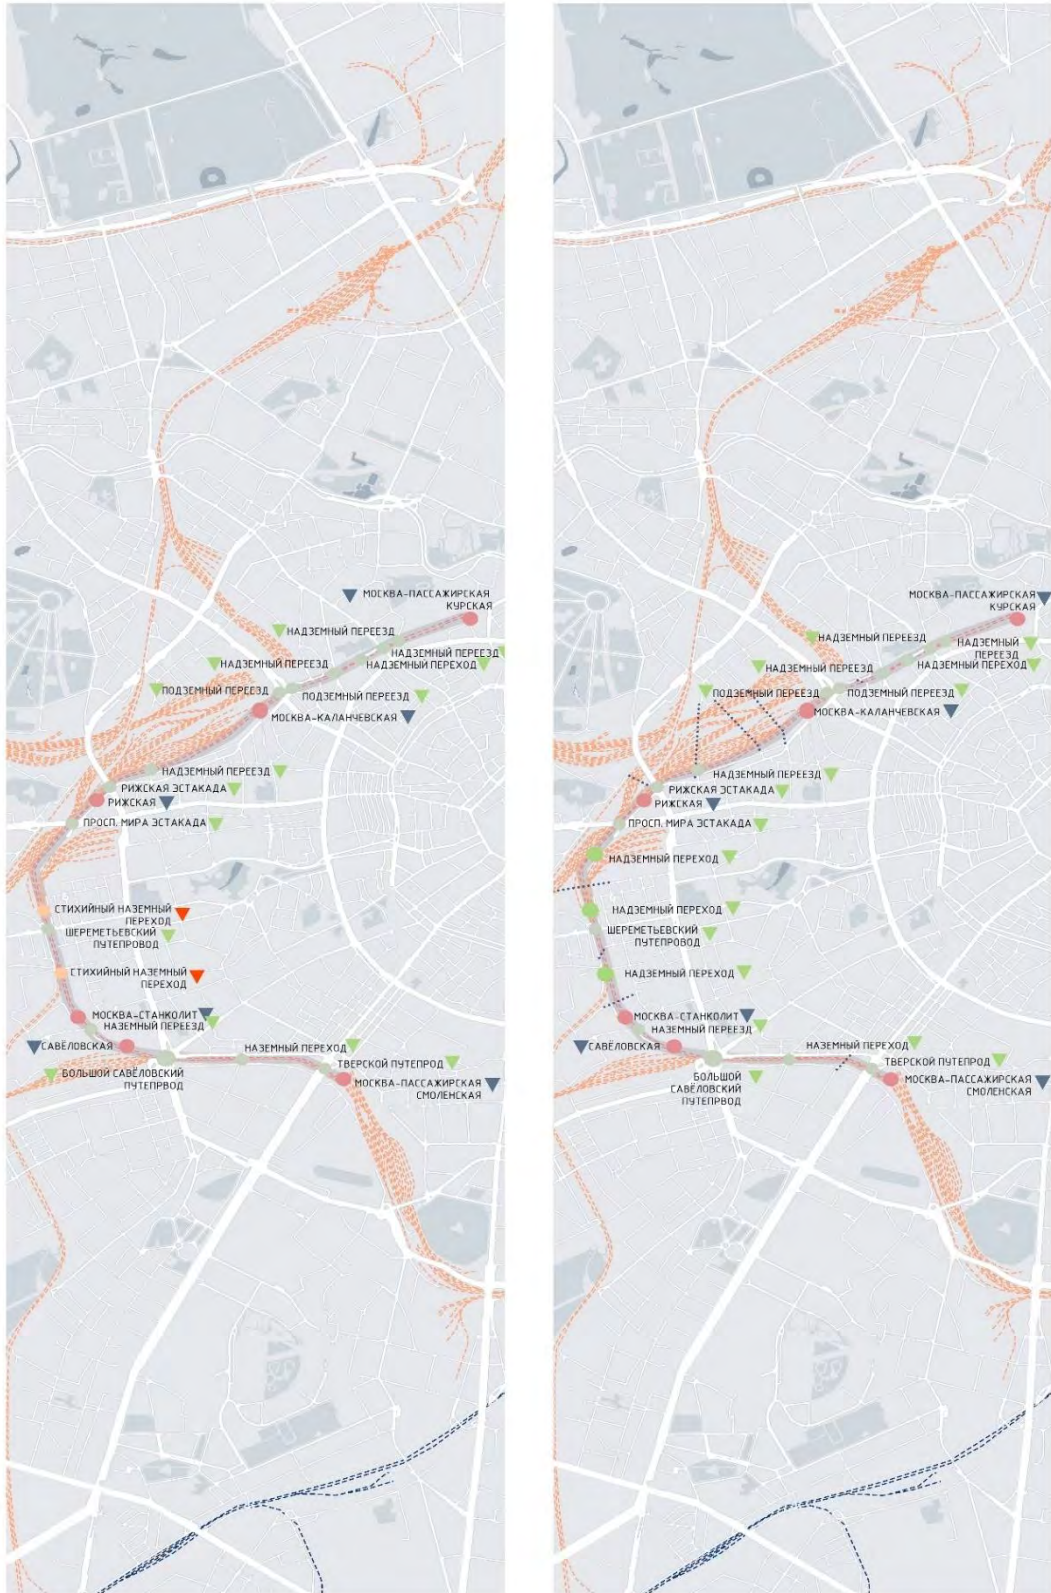 МОСКВА-ПАССАЖИРСКАЯ
КУРСКАЯ
НАДЗЕМНЫЙ ПЕРЕЕЗД
НАДЗЕМНЫЙ ПЕРЕЕЗД
НАДЗЕМНЫЙ ПЕРЕЕЗД
НАДЗЕМНЫЙ ПЕРЕХОД
ПОДЗЕМНЫЙ ПЕРЕЕЗД
ПОДЗЕМНЫЙ ПЕРЕЕЗД
МОСКВА-КАЛАНЧЕВСКАЯ
НАДЗЕМНЫЙ ПЕРЕЕЗД
РИЖСКАЯ ЭСТАКАДА
РИЖСКАЯ
ПРОСП. МИРА ЭСТАКАДА
СТИХИЙНЫЙ НАЗЕМНЫЙ
ПЕРЕХОД
ШЕРЕМЕТЬЕВСКИЙ
ПУТЕПРОВОД
СТИХИЙНЫЙ НАЗЕМНЫЙ
ПЕРЕХОД
МОСКВА-СТАНКОЛИТ
НАЗЕМНЫЙ ПЕРЕЕЗД
САВЁЛОВСКАЯ
НАЗЕМНЫЙ ПЕРЕХОД
ТВЕРСКОЙ ПУТЕПРОД
БОЛЬШОЙ САВЁЛОВСКИЙ
ПУТЕПРВОД
МОСКВА-ПАССАЖИРСКАЯ
СМОЛЕНСКАЯ
МОСКВА-ПАССАЖИРСКАЯ
КУРСКАЯ
НАДЗЕМНЫЙ ПЕРЕЕЗД
НАДЗЕМНЫЙ
ПЕРЕЕЗД
НАДЗЕМНЫЙ ПЕРЕЕЗД
НАДЗЕМНЫЙ ПЕРЕХОД
ПОДЗЕМНЫЙ ПЕРЕЕЗД
ПОДЗЕМНЫЙ ПЕРЕЕЗД
МОСКВА-КАЛАНЧЕВСКАЯ
НАДЗЕМНЫЙ ПЕРЕЕЗД
РИЖСКАЯ ЭСТАКАДА
РИЖСКАЯ
ПРОСП. МИРА ЭСТАКАДА
НАДЗЕМНЫЙ ПЕРЕХОД
НАДЗЕМНЫЙ ПЕРЕХОД
ШЕРЕМЕТЬЕВСКИЙ
ПУТЕПРОВОД
НАДЗЕМНЫЙ ПЕРЕХОД
МОСКВА-СТАНКОЛИТ
НАЗЕМНЫЙ ПЕРЕЕЗД
САВЁЛОВСКАЯ
НАЗЕМНЫЙ ПЕРЕХОД
ТВЕРСКОЙ ПУТЕПРОД
БОЛЬШОЙ
САВЁЛОВСКИЙ
ПУТЕПРВОД
МОСКВА-ПАССАЖИРСКАЯ
СМОЛЕНСКАЯ